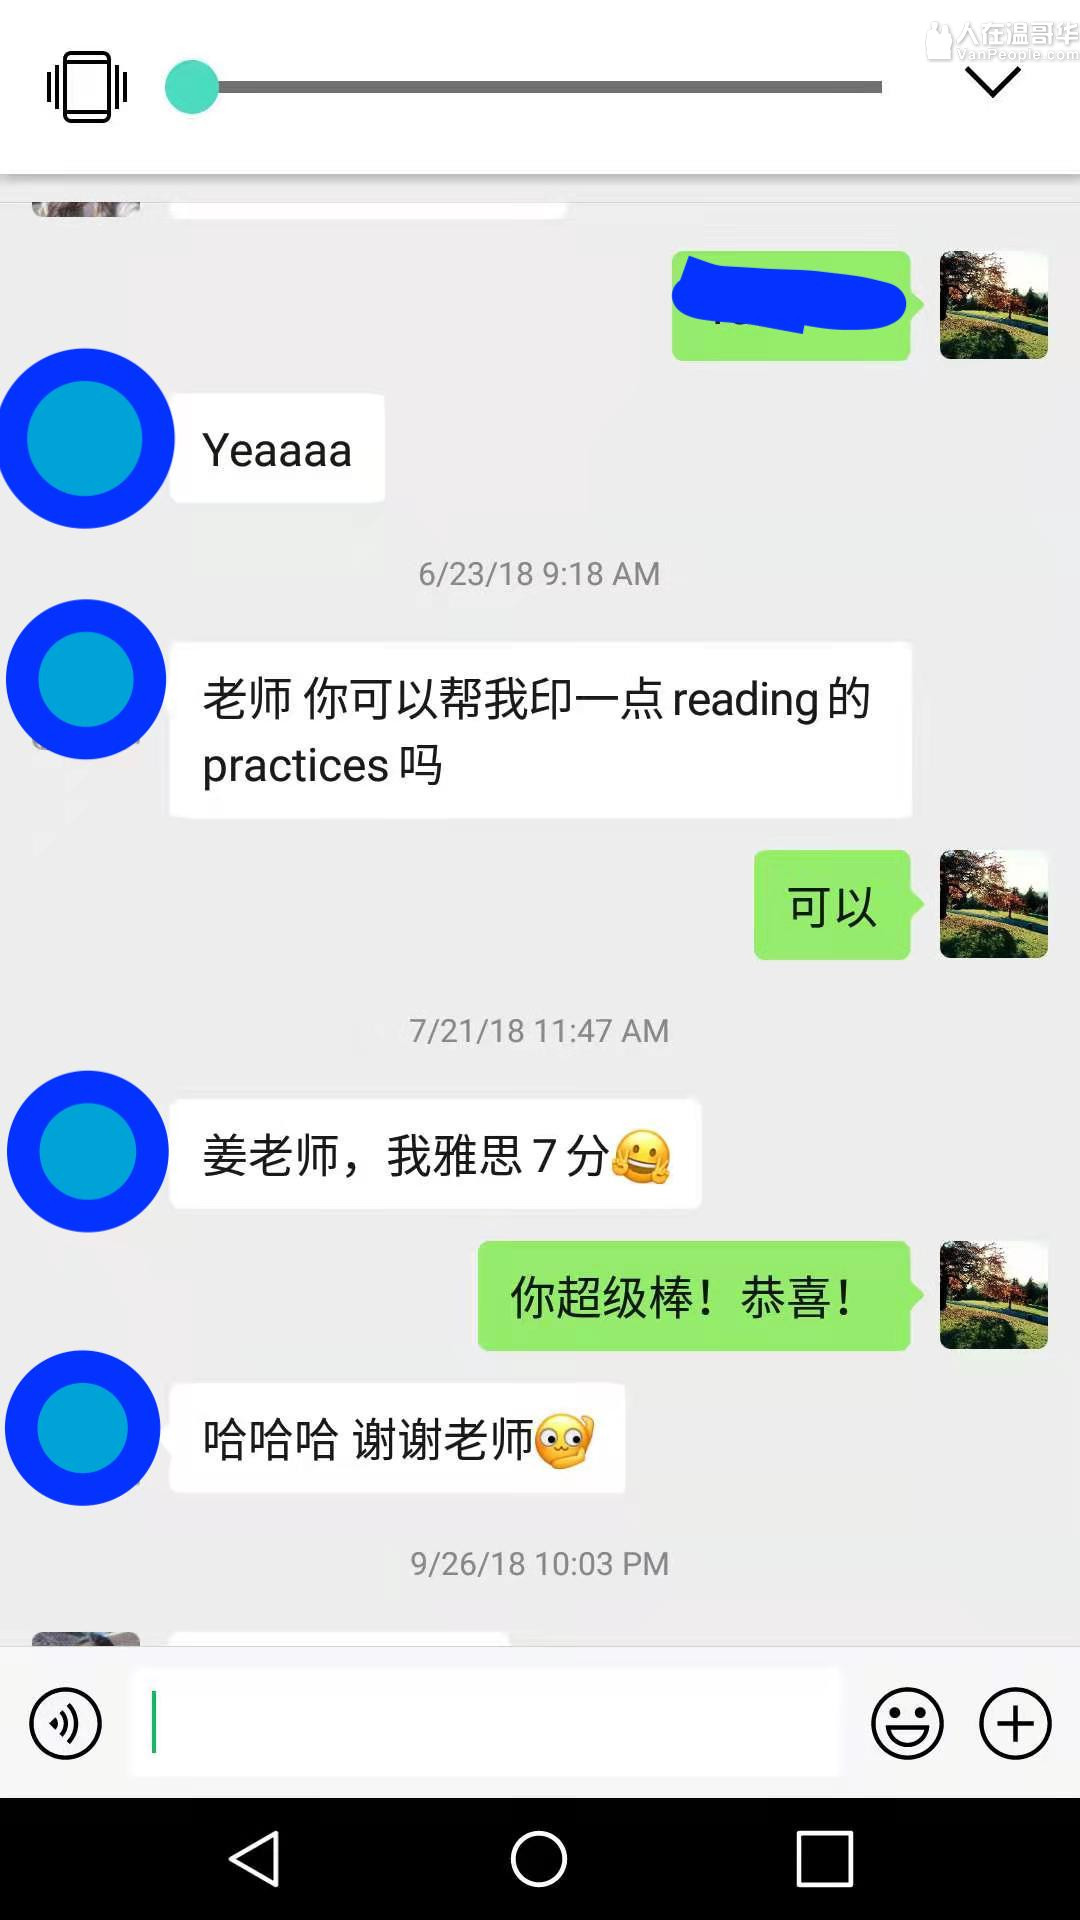 人在温哥华
VanPeople.com
Yeaaaa
6/23/18 9:18 AM
老师 你可以帮我印一点 reading 的
practices 吗
可以
7/21/18 11:47 AM
姜老师，我雅思 7 分🤗
你超级棒！恭喜！
哈哈哈 谢谢老师
9/26/18 10:03 PM